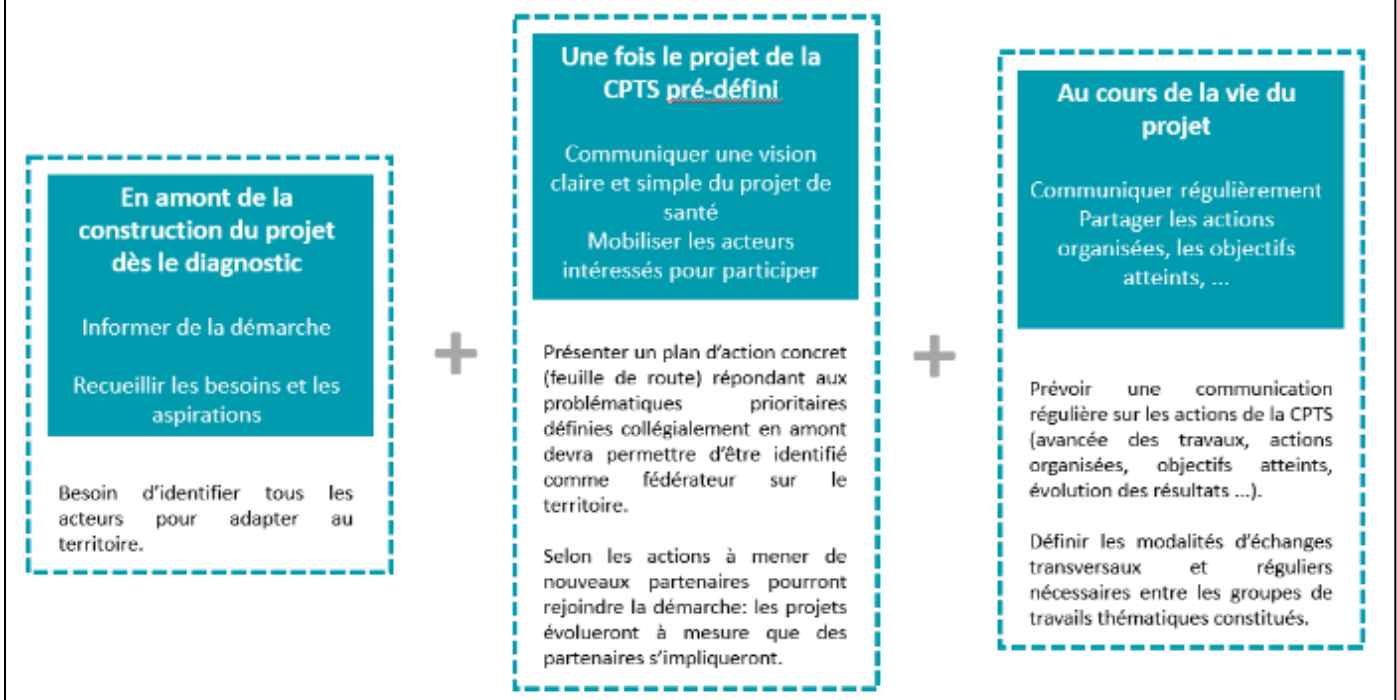 En amont de la
construction du projet
dès le diagnostic
Informer de la démarche
Recueillir les besoins et les
aspirations
Besoin d'identifier tous les
acteurs pour adapter au
territoire.
+
Une fois le projet de la
CPTS pré-défini
Communiquer une vision
claire et simple du projet de
santé
Mobiliser les acteurs
intéressés pour participer
Présenter un plan d'action concret
(feuille de route) répondant aux
problématiques prioritaires
définies collégialement en amont
devra permettre d'être identifié
comme fédérateur sur le
territoire.
Selon les actions à mener de
nouveaux partenaires pourront
rejoindre la démarche: les projets
évolueront à mesure que des
partenaires s'impliqueront.
+
Au cours de la vie du
projet
Communiquer régulièrement
Partager les actions
organisées, les objectifs
atteints, ...
Prévoir une communication
régulière sur les actions de la CPTS
(avancée des travaux, actions
organisées, objectifs atteints,
évolution des résultats ...).
Définir les modalités d'échanges
transversaux et réguliers
nécessaires entre les groupes de
travails thématiques constitués.